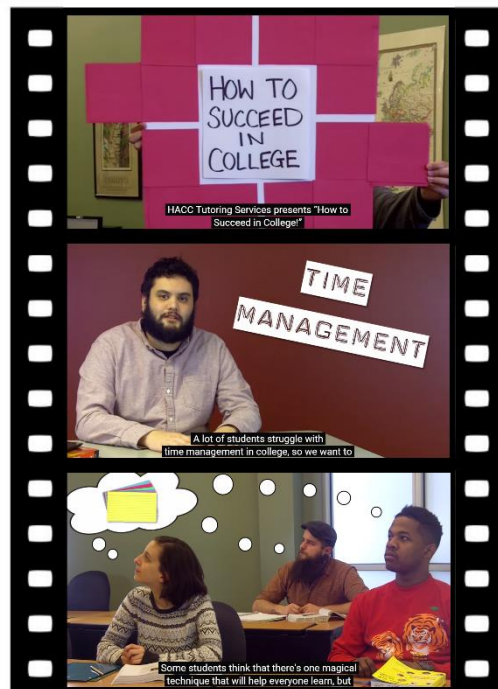 HOW TO
SUCCEED
IN
COLLEGE
HACC Tutoring Services presents "How to
Succeed in College!"
TIME
MANAGEMENT
A lot of students struggle with
time management in college, so we want to
Some students think that there's one magical
technique that will help everyone learn, but